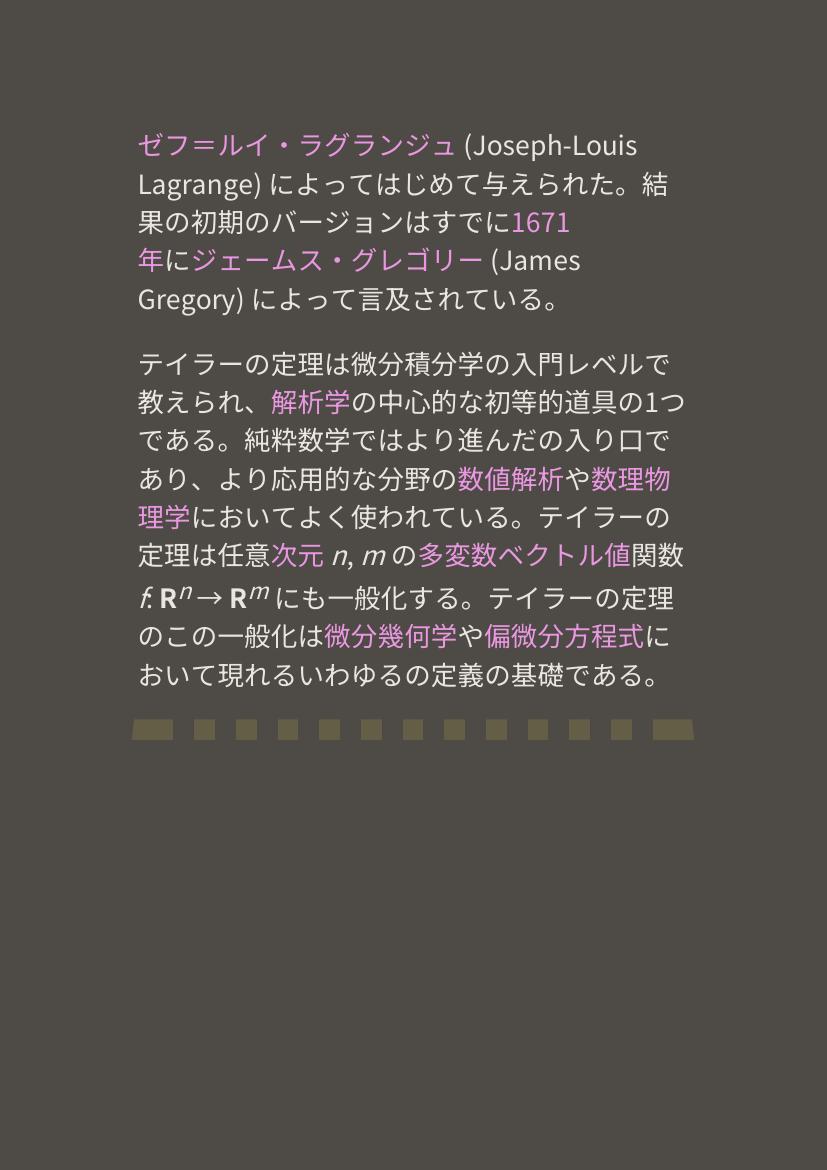 ゼフ＝ルイ・ラグランジュ (Joseph-Louis
Lagrange) によってはじめて与えられた。結
果の初期のバージョンはすでに1671
年にジェームス・グレゴリー (James
Gregory) によって言及されている。
テイラーの定理は微分積分学の入門レベルで
教えられ、解析学の中心的な初等的道具の1つ
である。純粋数学ではより進んだの入り口で
あり、より応用的な分野の数値解析や数理物
理学においてよく使われている。テイラーの
定理は任意次元 n, m の多変数ベクトル値関数
f: Rⁿ → Rᵐ にも一般化する。テイラーの定理
のこの一般化は微分幾何学や偏微分方程式に
おいて現れるいわゆるの定義の基礎である。